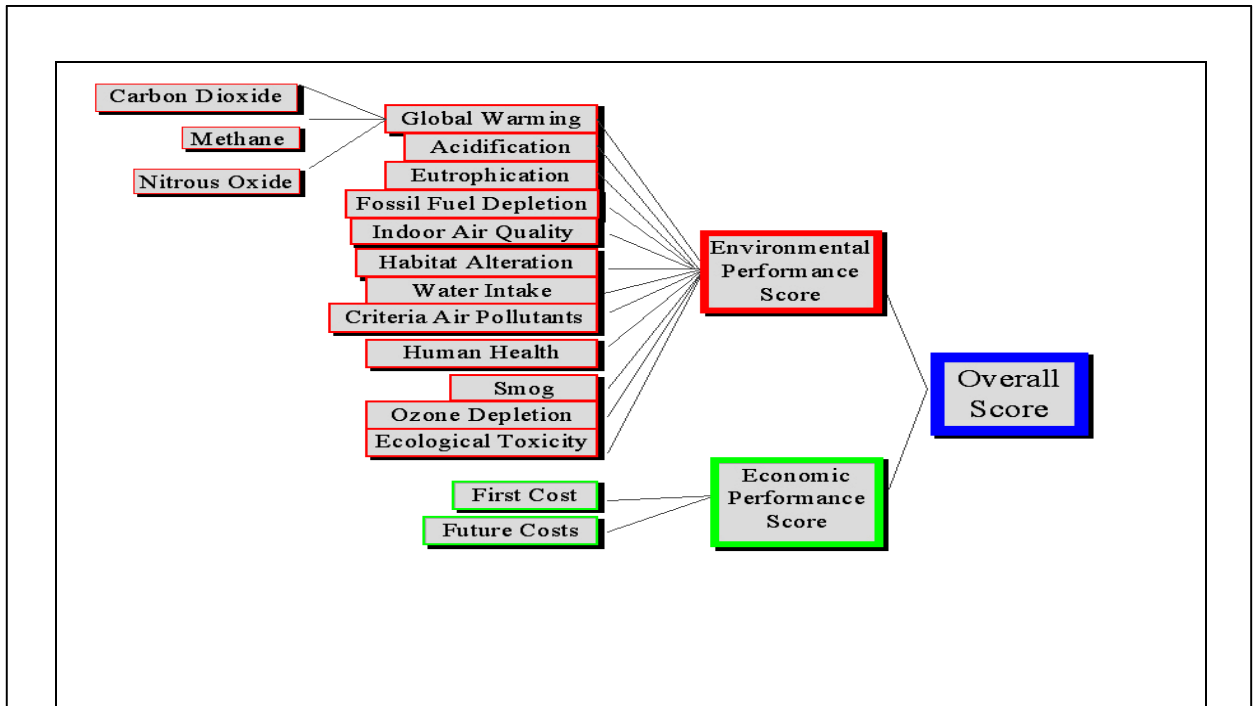 Carbon Dioxide
Methane
Nitrous Oxide
Global Warming
Acidification
Eutrophication
Fossil Fuel Depletion
Indoor Air Quality
Habitat Alteration
Water Intake
Criteria Air Pollutants
Human Health
Smog
Ozone Depletion
Ecological Toxicity
First Cost
Future Costs
Environmental
Performance
Score
Economic
Performance
Score
Overall
Score